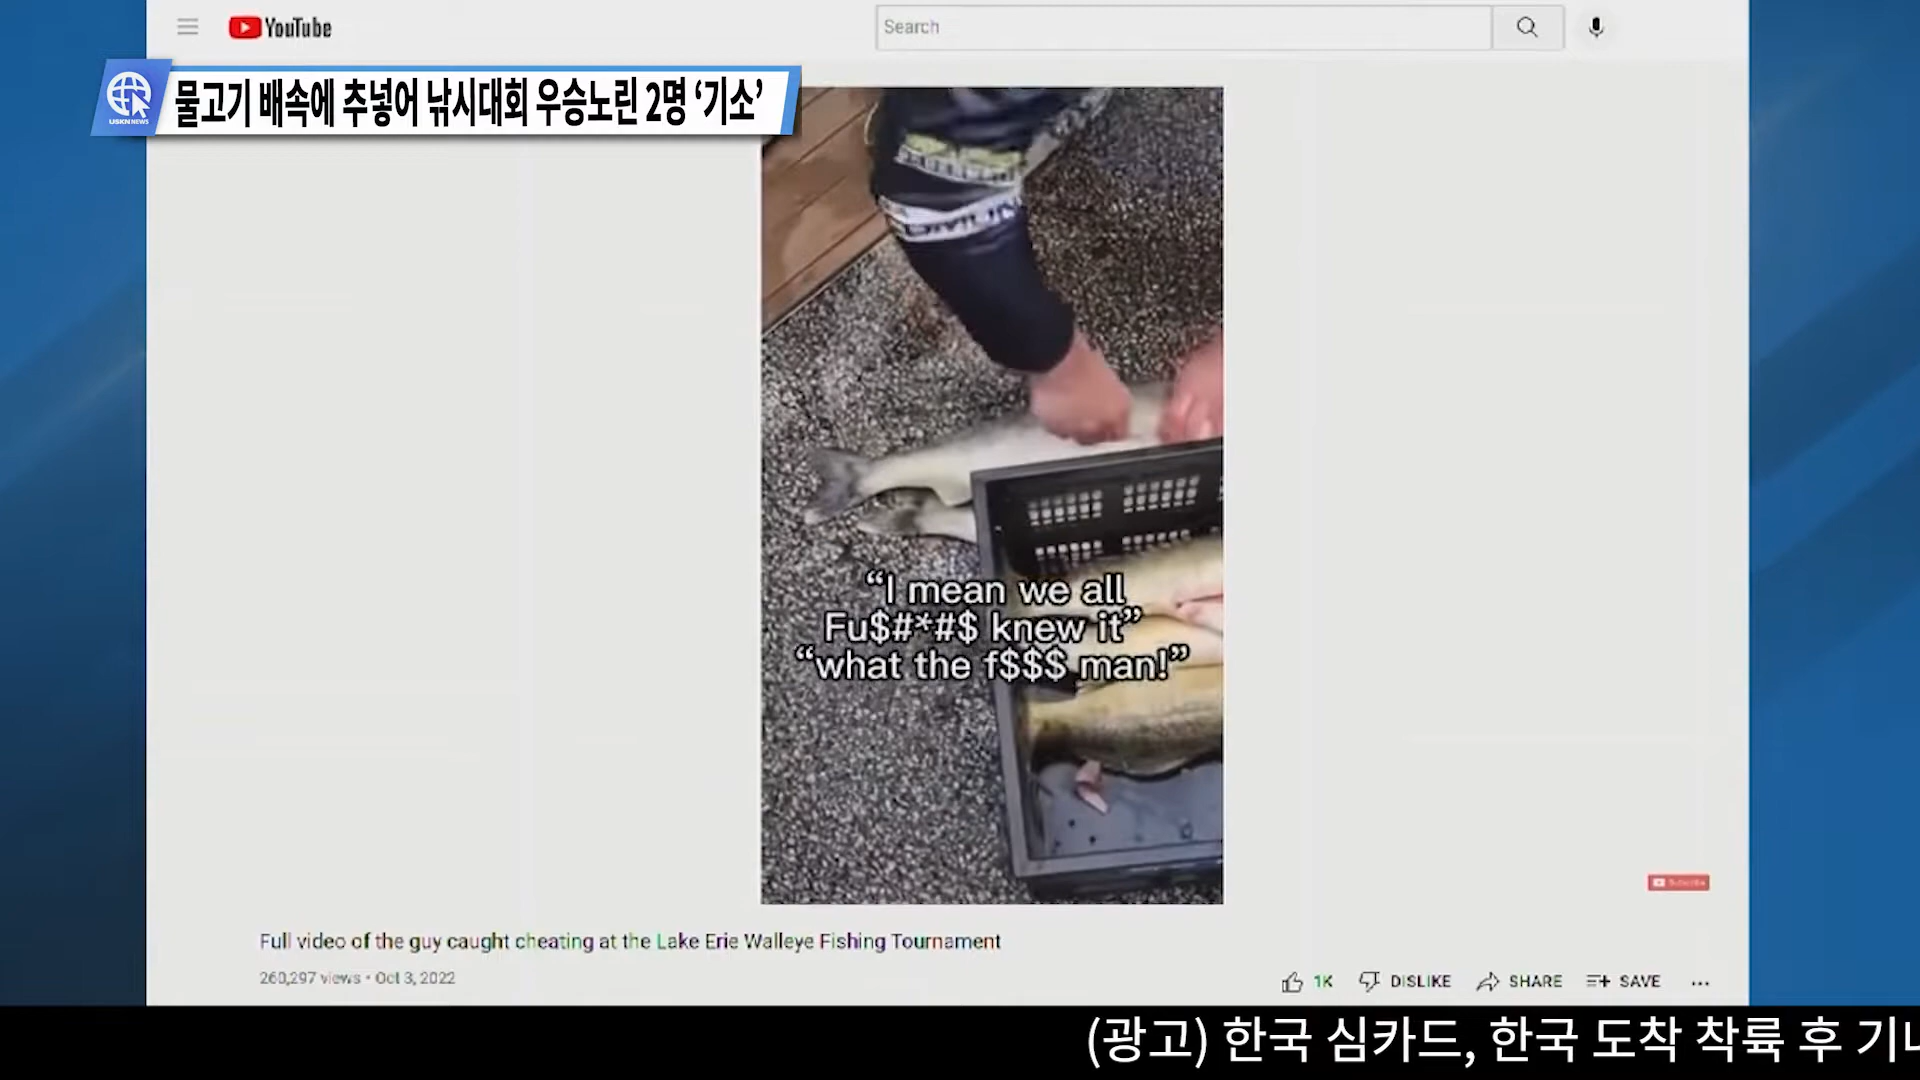 YouTube
Search
USKN NEWS
물고기 배속에 추넣어 낚시대회 우승노린 2명 ‘기소’
“I mean we all
Fu$#*#$ knew it”
“what the f$$$ man!”
Subscribe
Full video of the guy caught cheating at the Lake Erie Walleye Fishing Tournament
260,297 views • Oct 3, 2022
1K DISLIKE SHARE SAVE ...
(광고) 한국 심카드, 한국 도착 착륙 후 기